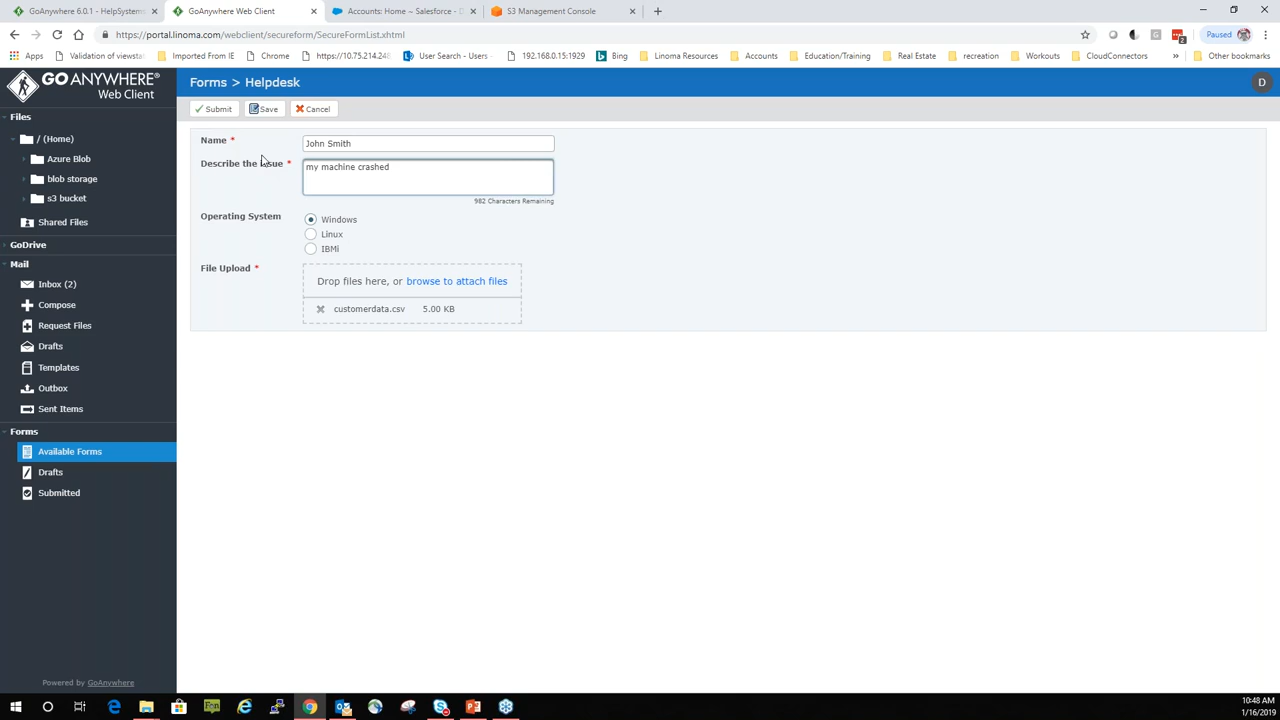 GoAnywhere 6.0.1 - HelpSystems
GoAnywhere Web Client
Accounts: Home ~ Salesforce - D
S3 Management Console
https://portal.linoma.com/webclient/secureform/SecureFormList.xhtml
2
Paused
Apps
Validation of viewsta
Imported From IE
Chrome
https://10.75.214.248
User Search - Users -
192.168.0.15:1929
Bing
Linoma Resources
Accounts
Education/Training
Real Estate
recreation
Workouts
CloudConnectors
»
Other bookmarks
GO ANYWHERE®
Web Client
Forms > Helpdesk
D
Submit
Save
Cancel
Files
/ (Home)
Azure Blob
blob storage
s3 bucket
Shared Files
GoDrive
Mail
Inbox (2)
Compose
Request Files
Drafts
Templates
Outbox
Sent Items
Forms
Available Forms
Drafts
Submitted
Powered by GoAnywhere
Name *
John Smith
Describe the issue *
my machine crashed
982 Characters Remaining
Operating System
Windows
Linux
IBMi
File Upload *
Drop files here, or browse to attach files
customerdata.csv 5.00 KB
10:48 AM
1/16/2019